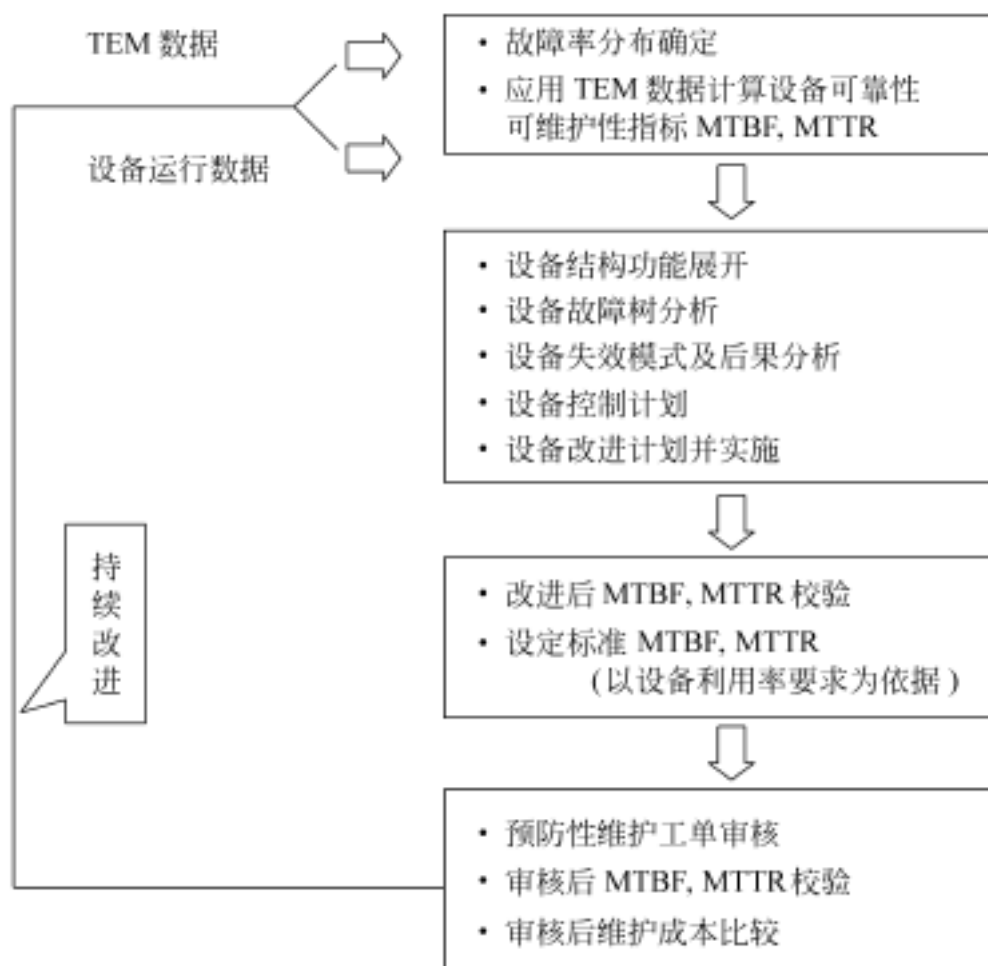 TEM 数据
设备运行数据
· 故障率分布确定
· 应用 TEM 数据计算设备可靠性
可维护性指标 MTBF, MTTR
· 设备结构功能展开
· 设备故障树分析
· 设备失效模式及后果分析
· 设备控制计划
· 设备改进计划并实施
· 改进后 MTBF, MTTR 校验
· 设定标准 MTBF, MTTR
(以设备利用率要求为依据)
· 预防性维护工单审核
· 审核后 MTBF, MTTR 校验
· 审核后维护成本比较
持
续
改
进